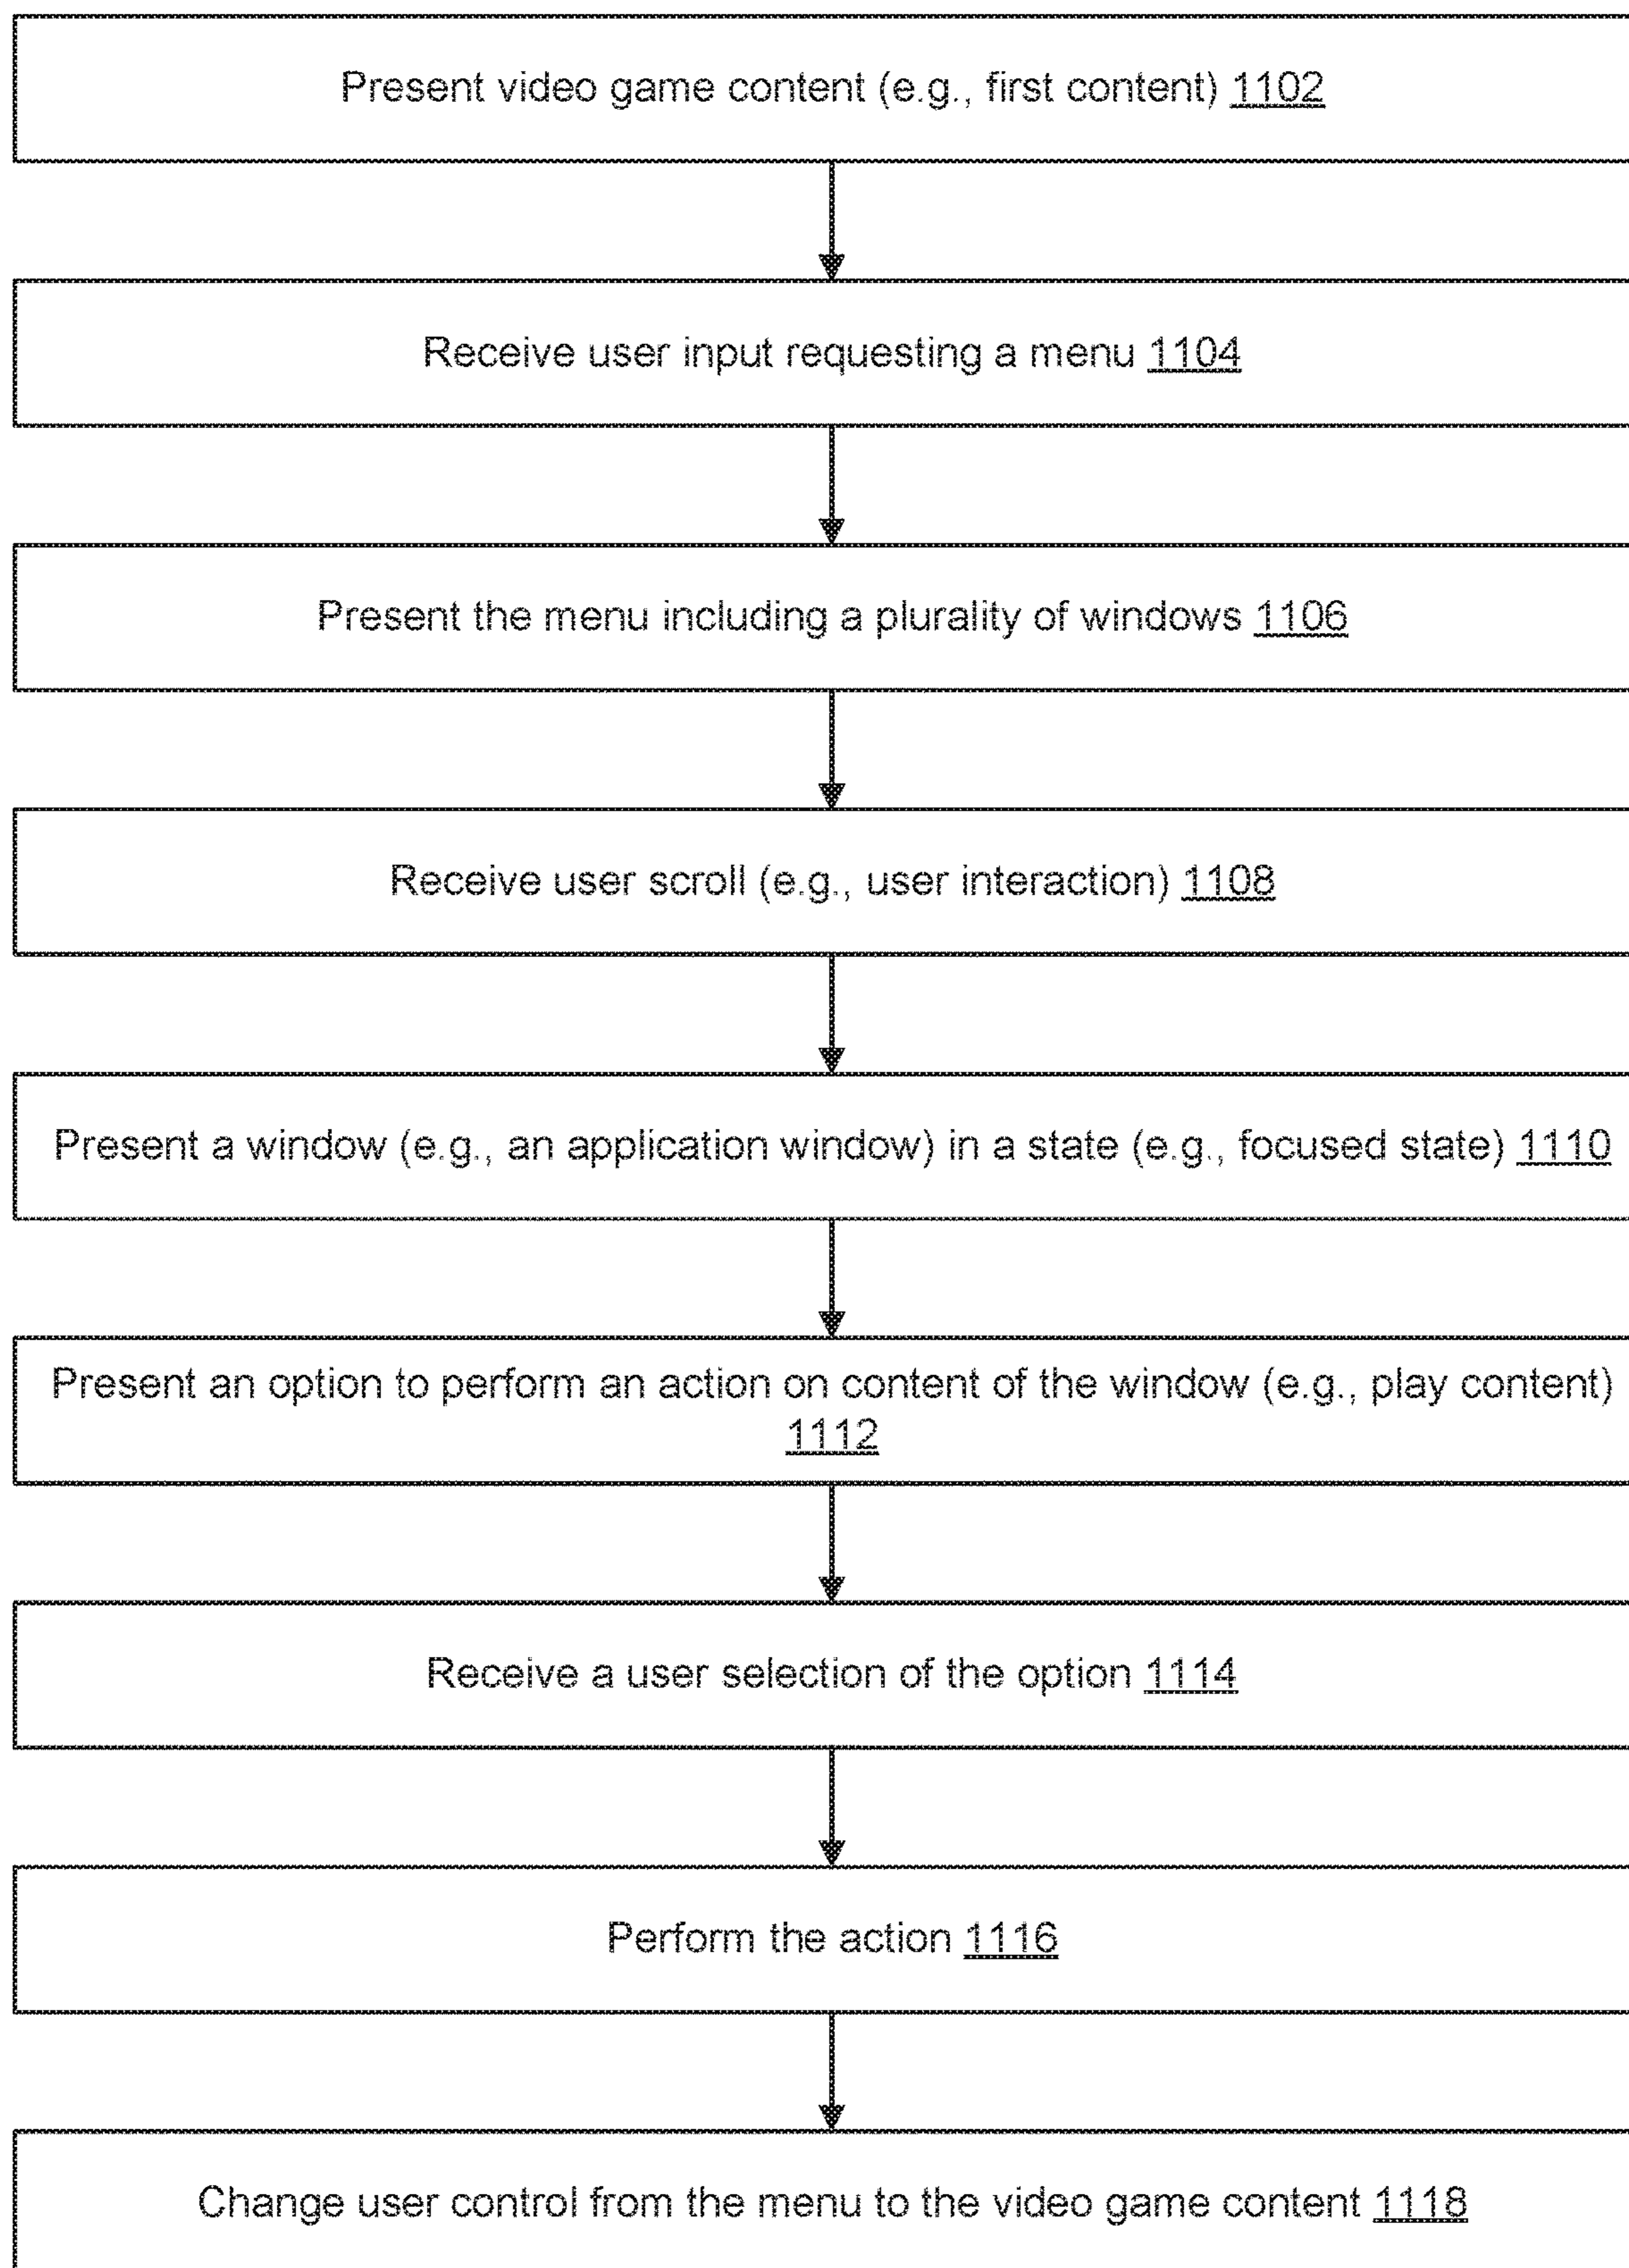 Present video game content (e.g., first content) 1102
Receive user input requesting a menu 1104
Present the menu including a plurality of windows 1106
Receive user scroll (e.g., user interaction) 1108
Present a window (e.g., an application window) in a state (e.g., focused state) 1110
Present an option to perform an action on content of the window (e.g., play content)
1112
Receive a user selection of the option 1114
Perform the action 1116
Change user control from the menu to the video game content 1118